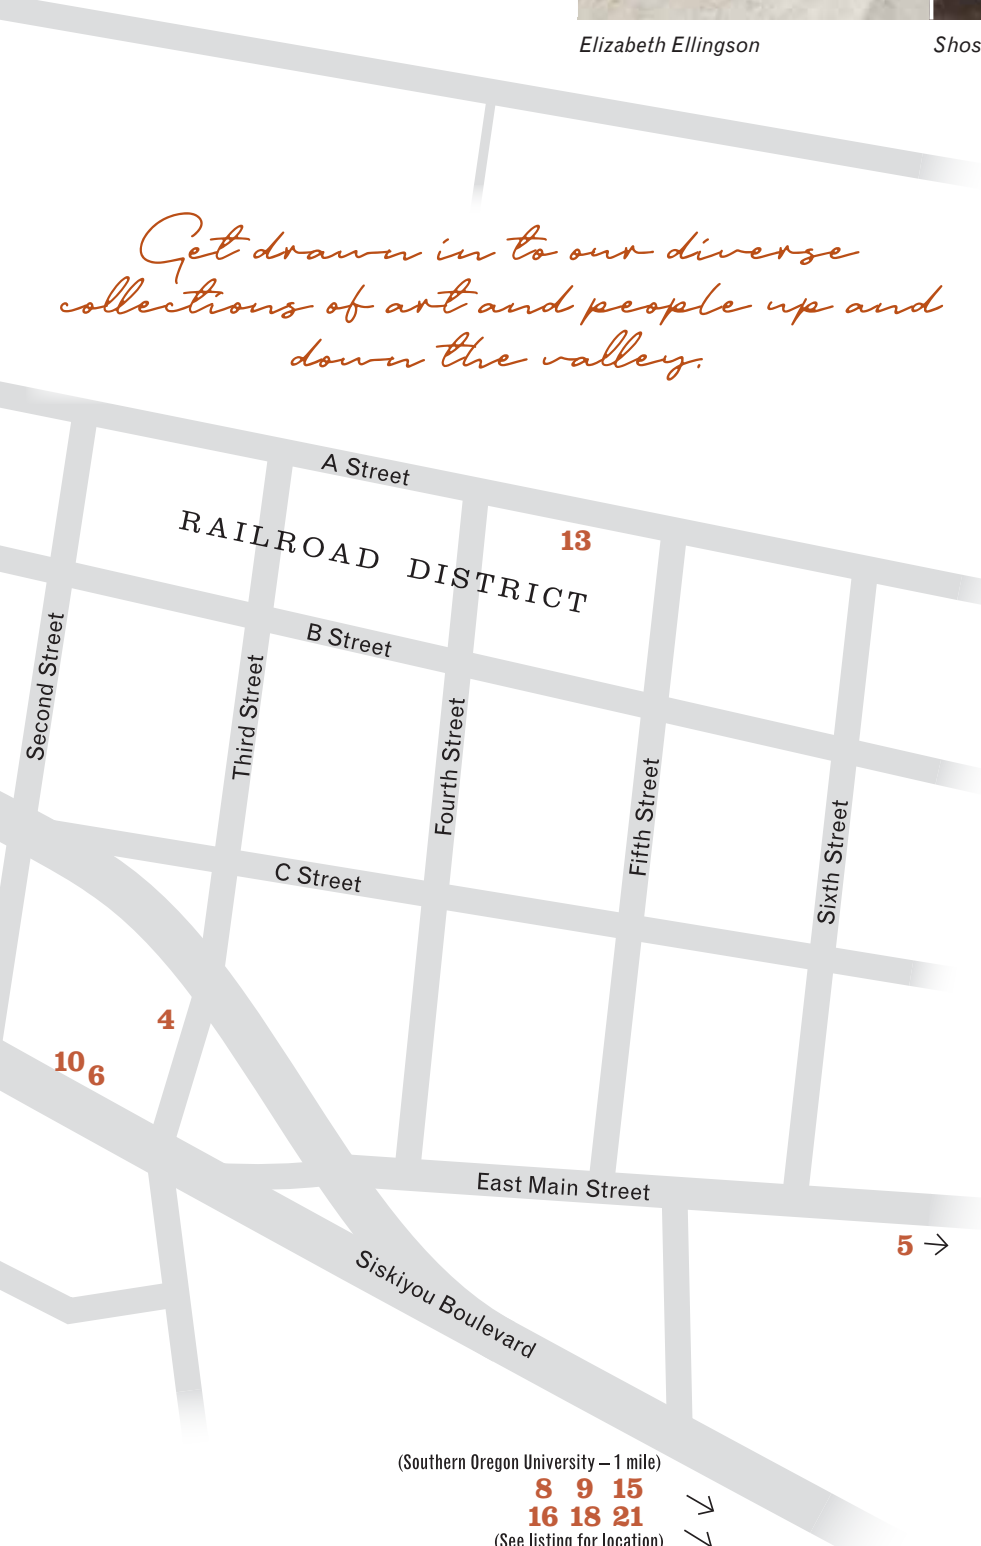 Elizabeth Ellingson
Get drawn in to our diverse
collections of art and people up and
down the valley.
A Street
RAILROAD DISTRICT
13
B Street
Second Street
Third Street
Fourth Street
Fifth Street
Sixth Street
C Street
4
10
6
East Main Street
5
Siskiyou Boulevard
(Southern Oregon University – 1 mile)
8 9 15
16 18 21
(See listing for location)